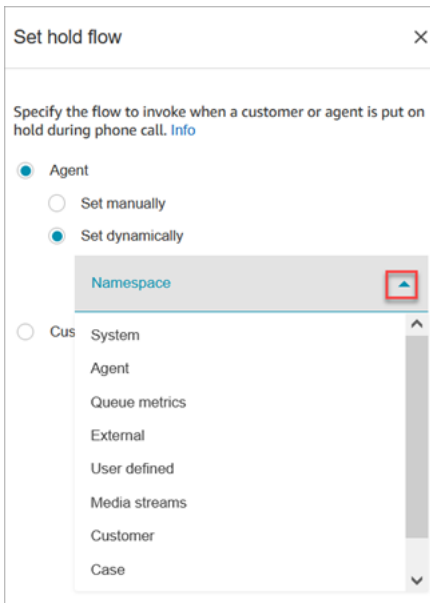 Set hold flow
Specify the flow to invoke when a customer or agent is put on
hold during phone call. Info
Agent
Set manually
Set dynamically
Namespace
Cus
System
Agent
Queue metrics
External
User defined
Media streams
Customer
Case